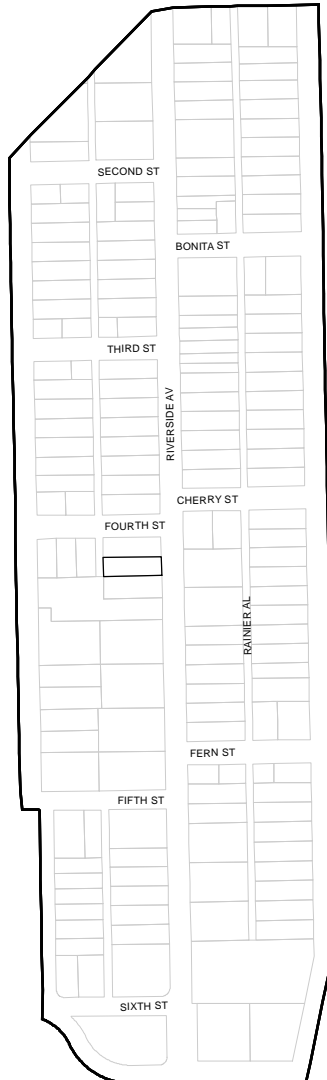 SECOND ST
BONITA ST
THIRD ST
RIVERSIDE AV
CHERRY ST
FOURTH ST
RAINIER AL
FERN ST
FIFTH ST
SIXTH ST